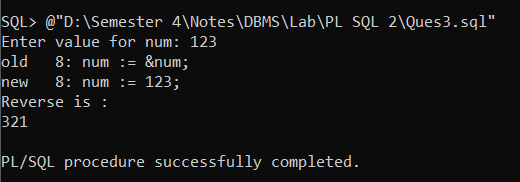 SQL> @"D:\Semester 4\Notes\DBMS\Lab\PL SQL 2\Ques3.sql"
Enter value for num: 123
old   8: num := &num;
new   8: num := 123;
Reverse is :
321
PL/SQL procedure successfully completed.